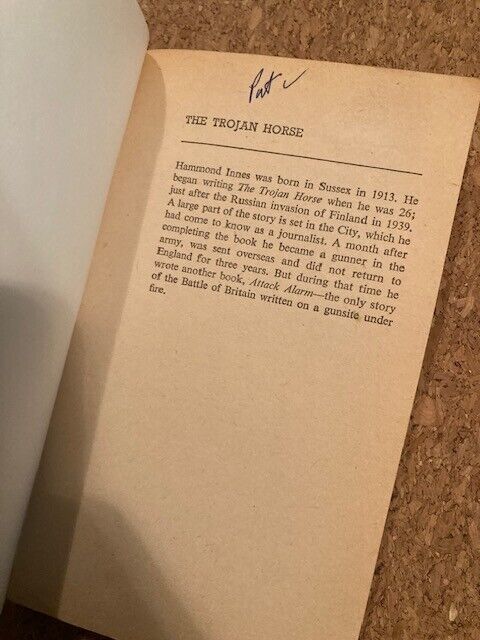 Pat
THE TROJAN HORSE
Hammond Innes was born in Sussex in 1913. He
began writing The Trojan Horse when he was 26;
just after the Russian invasion of Finland in 1939.
A large part of the story is set in the City, which he
had come to know as a journalist. A month after
completing the book he became a gunner in the
army, was sent overseas and did not return to
England for three years. But during that time he
wrote another book, Attack Alarm—the only story
of the Battle of Britain written on a gunsite under
fire.